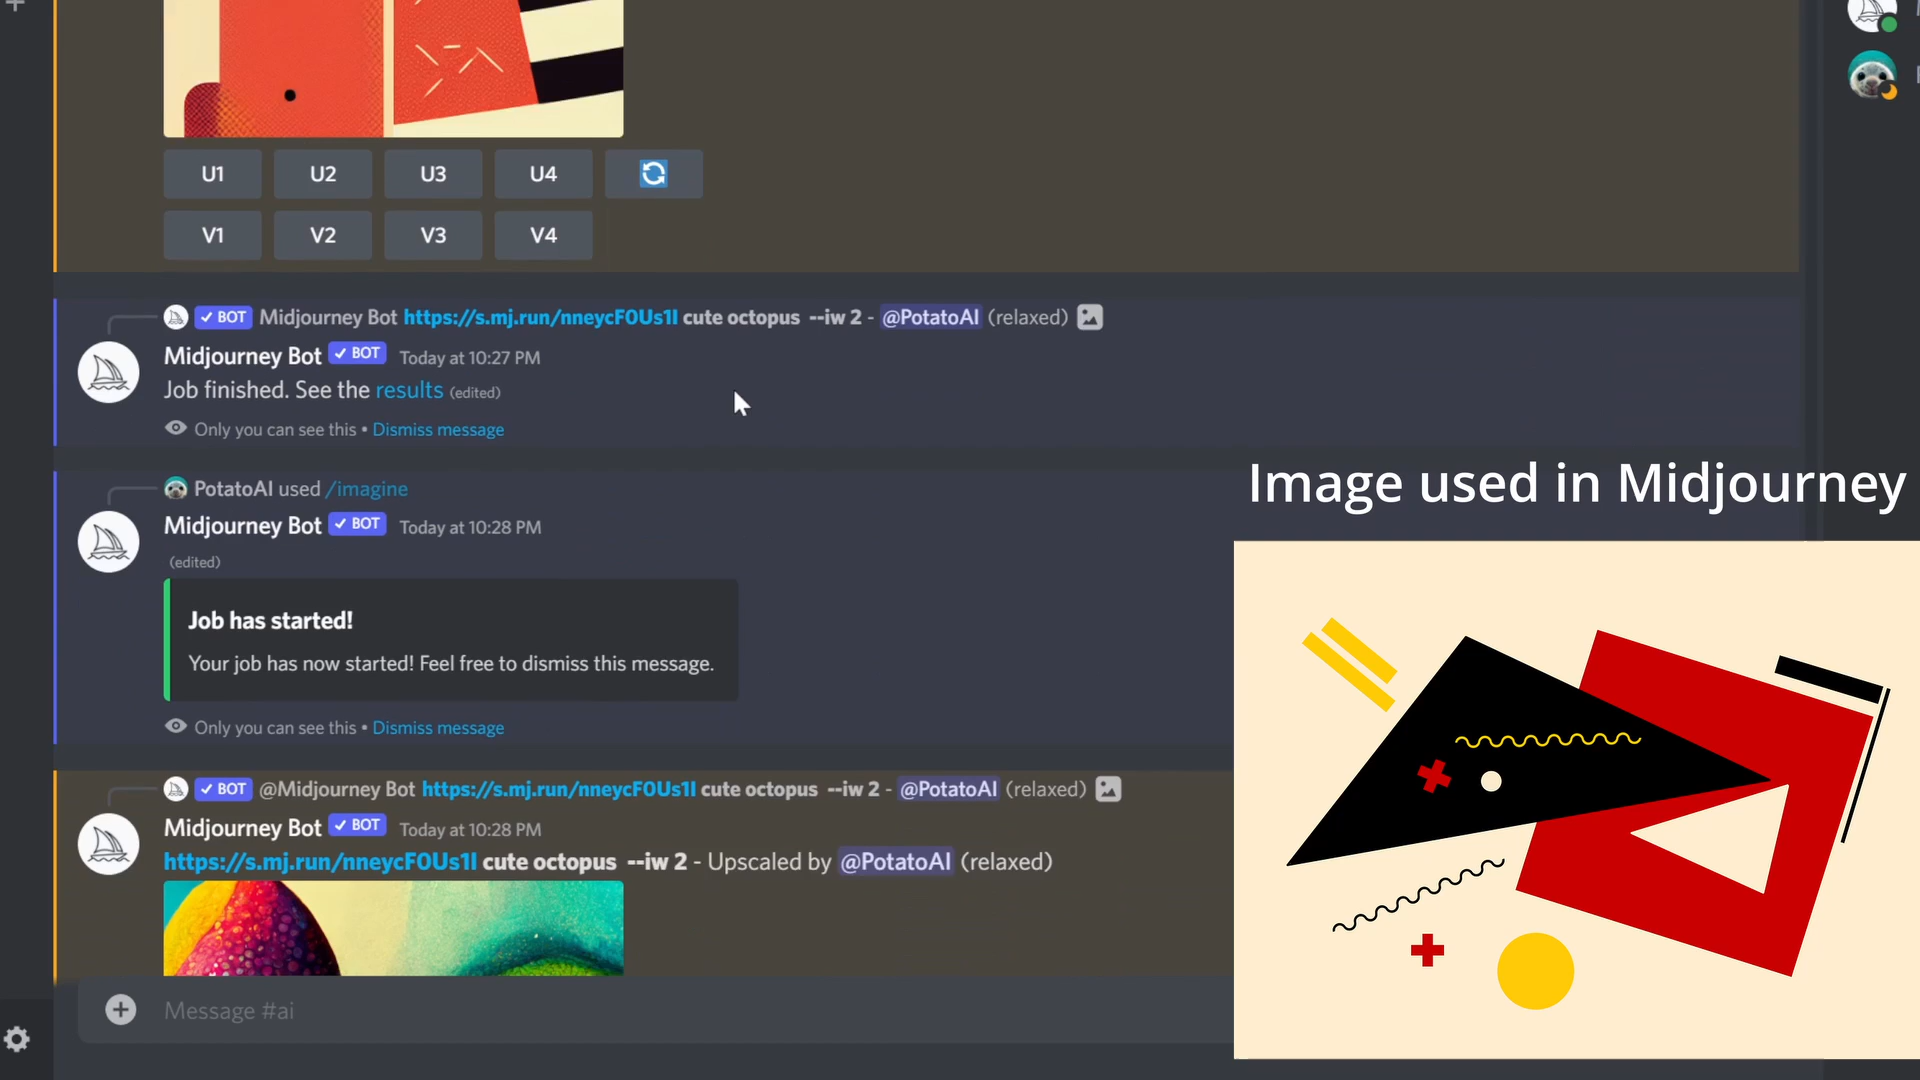 U1 U2 U3 U4
V1 V2 V3 V4
✓ BOT Midjourney Bot https://s.mj.run/nneycFOUs1I cute octopus --iw 2 - @PotatoAI (relaxed)
Midjourney Bot ✓ BOT Today at 10:27 PM
Job finished. See the results (edited)
Only you can see this • Dismiss message
PotatoAI used /imagine
Midjourney Bot ✓ BOT Today at 10:28 PM
(edited)
Job has started!
Your job has now started! Feel free to dismiss this message.
Only you can see this • Dismiss message
✓ BOT @Midjourney Bot https://s.mj.run/nneycFOUs1I cute octopus --iw 2 - @PotatoAI (relaxed)
Midjourney Bot ✓ BOT Today at 10:28 PM
https://s.mj.run/nneycFOUs1I cute octopus --iw 2 - Upscaled by @PotatoAI (relaxed)
Message #ai
Image used in Midjourney